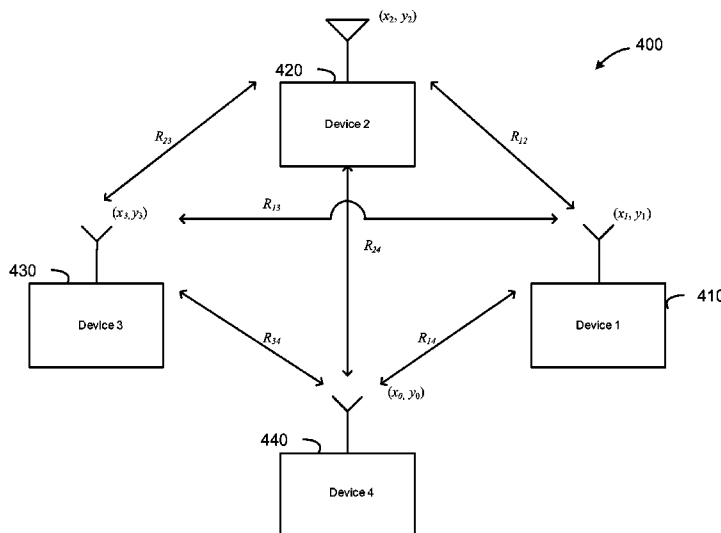 (x2, y2)
400
420
Device 2
R23
R12
(x3, y3)
R13
(x1, y1)
R24
430
410
Device 3
Device 1
R34
R14
(x0, y0)
440
Device 4